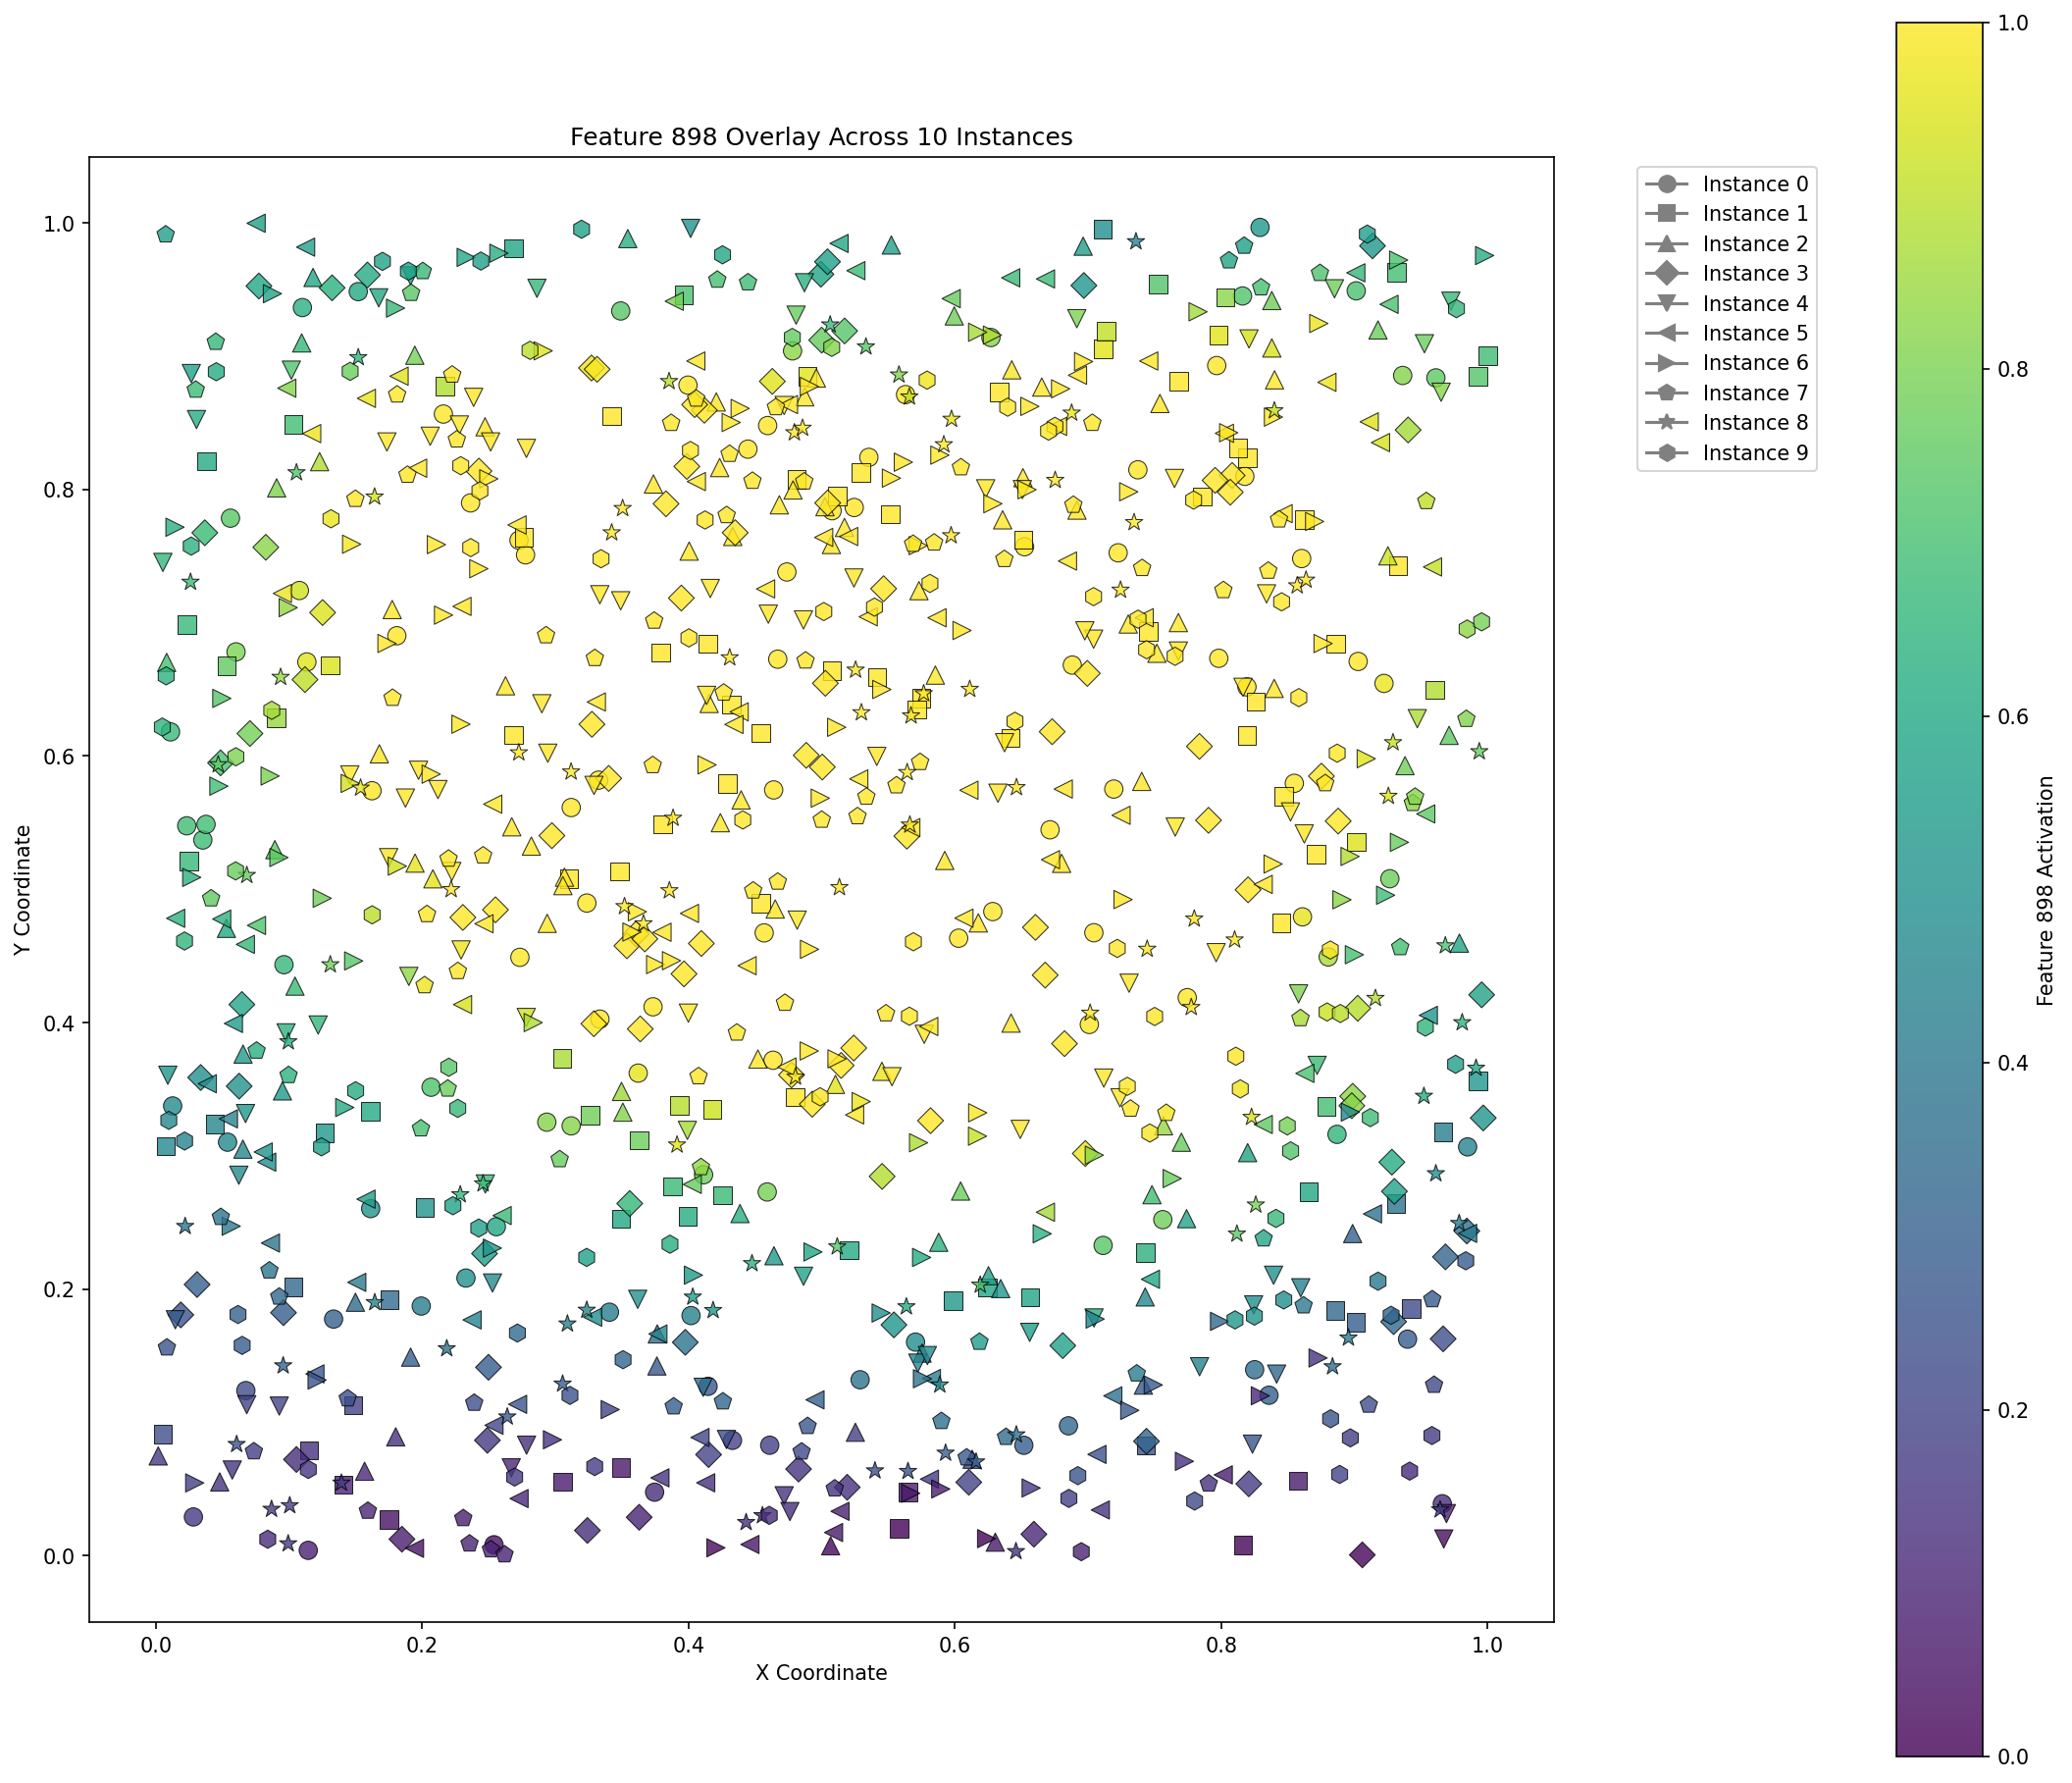 Feature 898 Overlay Across 10 Instances
Y Coordinate
1.0
0.8
0.6
0.4
0.2
0.0
0.0 0.2 0.4 0.6 0.8 1.0
X Coordinate
Instance 0
Instance 1
Instance 2
Instance 3
Instance 4
Instance 5
Instance 6
Instance 7
Instance 8
Instance 9
1.0
0.8
0.6
0.4
0.2
0.0
Feature 898 Activation